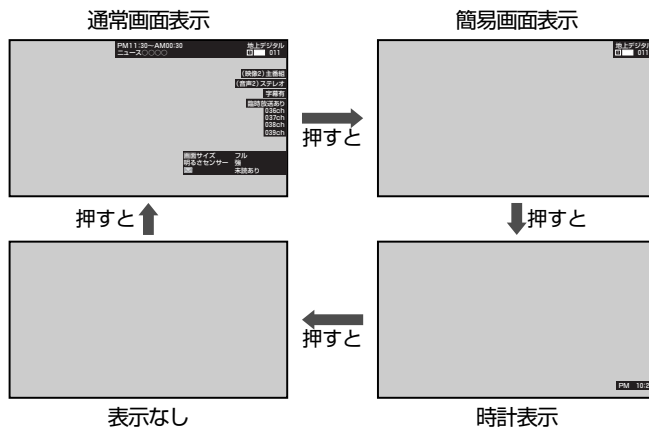 通常画面表示
PM11:30~AM00:30
ニュース○○○○
地上デジタル
011
(映像2)主番組
(音声2)ステレオ
字幕有
臨時放送あり
036ch
037ch
038ch
039ch
画面サイズ フル
明るさセンサー 強
未読あり
押すと
簡易画面表示
地上デジタル
011
押すと
時計表示
PM 10:2
押すと
表示なし
押すと